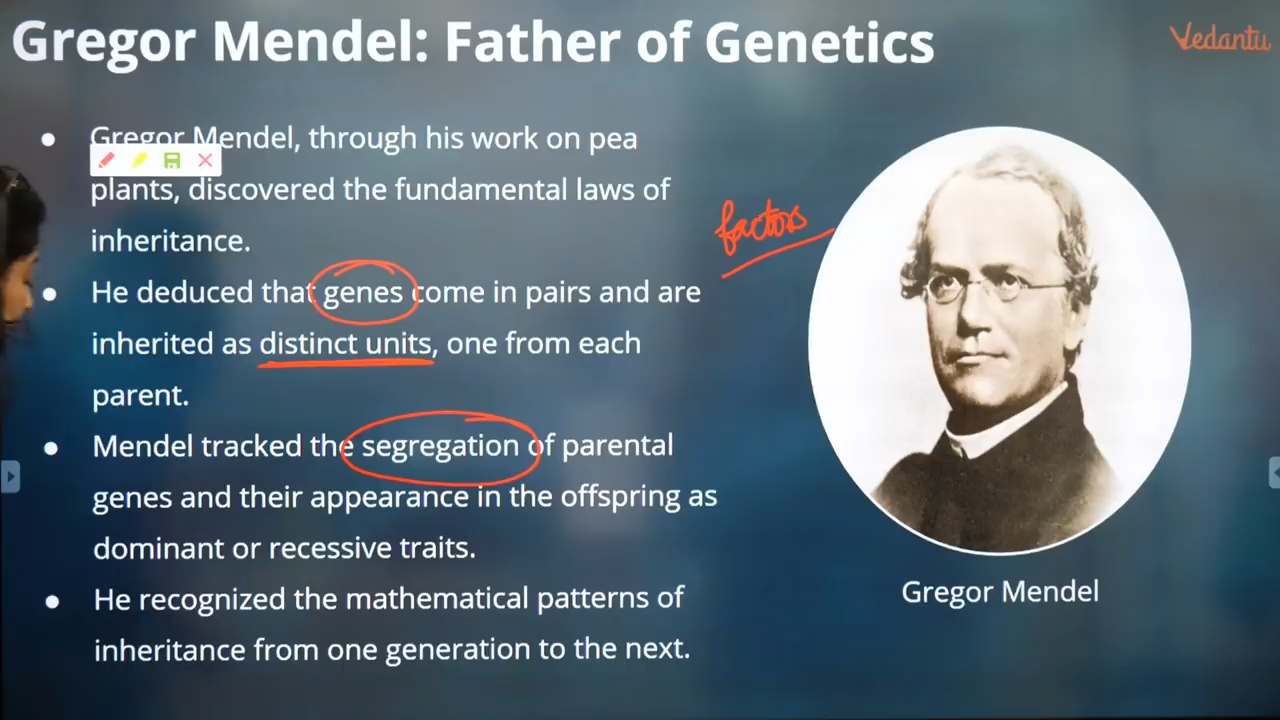 Gregor Mendel: Father of Genetics
Vedantu
Gregor Mendel, through his work on pea
plants, discovered the fundamental laws of
inheritance.
factors
He deduced that genes come in pairs and are
inherited as distinct units, one from each
parent.
Mendel tracked the segregation of parental
genes and their appearance in the offspring as
dominant or recessive traits.
He recognized the mathematical patterns of
inheritance from one generation to the next.
Gregor Mendel